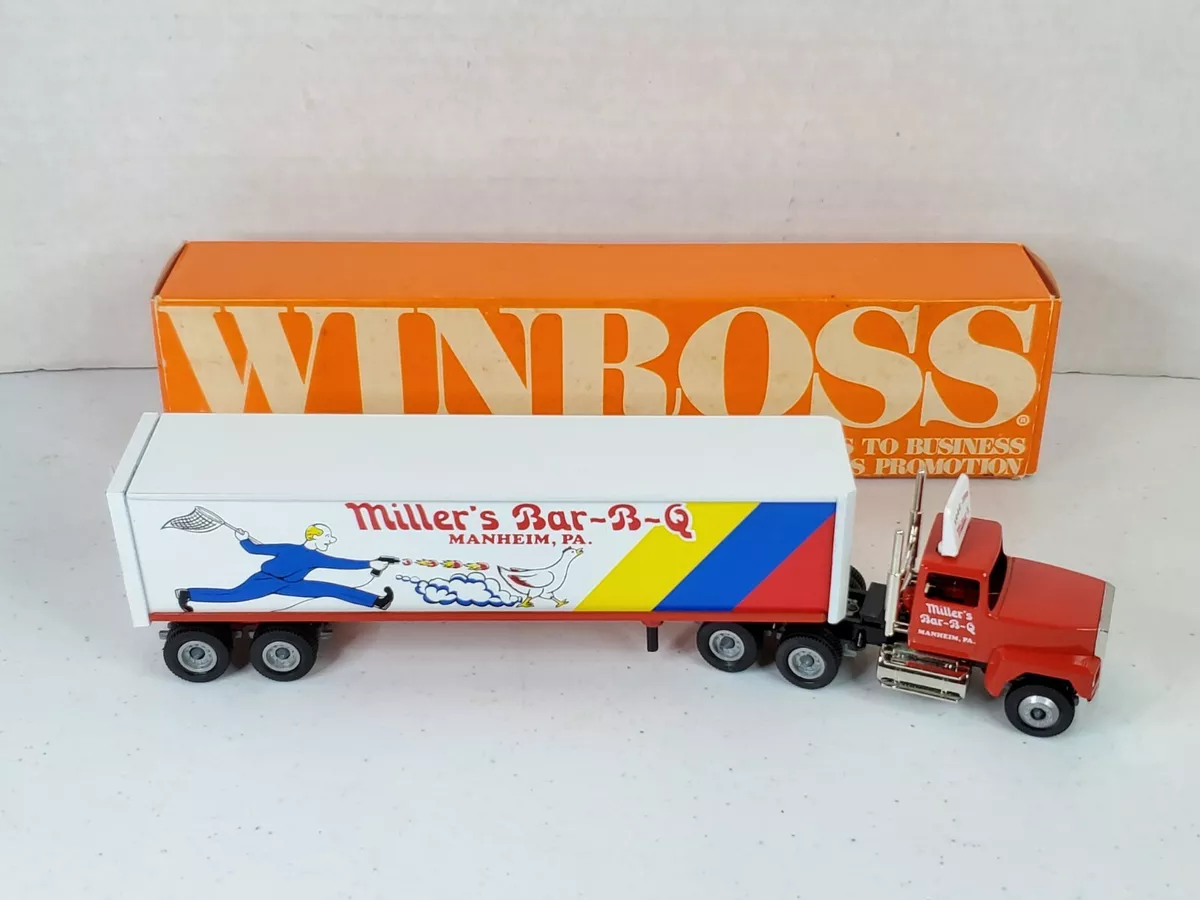 WINROSS®
TO BUSINESS
PROMOTION
Miller's Bar-B-Q
MANHEIM, PA.
Miller's
Bar-B-Q
MANHEIM, PA.